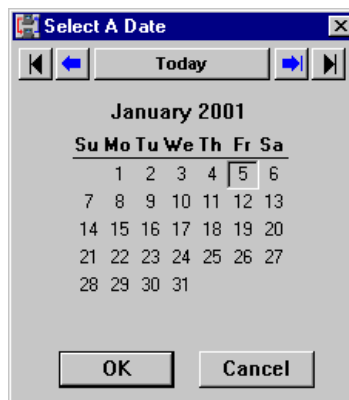 Select A Date
Today
January 2001
Su Mo Tu We Th Fr Sa
1 2 3 4 5 6
7 8 9 10 11 12 13
14 15 16 17 18 19 20
21 22 23 24 25 26 27
28 29 30 31
OK Cancel